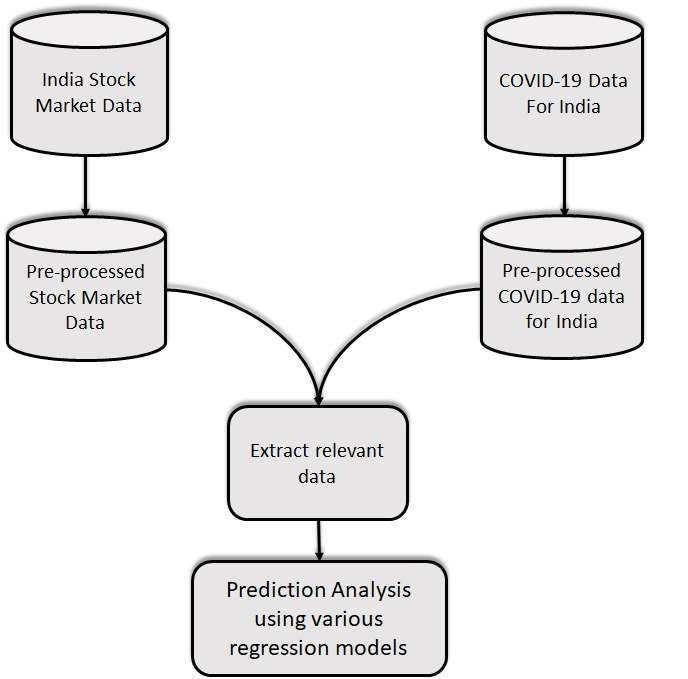 India Stock
Market Data
COVID-19 Data
For India
Pre-processed
Stock Market
Data
Pre-processed
COVID-19 data
for India
Extract relevant
data
Prediction Analysis
using various
regression models